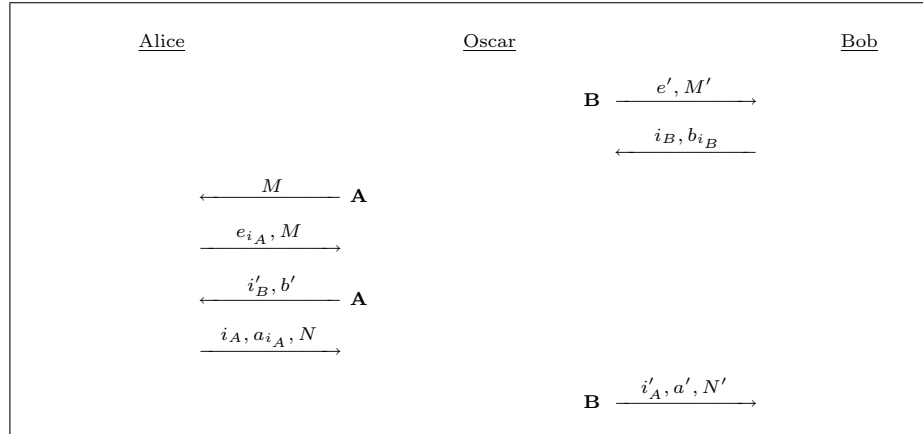 Alice Oscar Bob
B e′, M′
i_B, b_{i_B}
M A
e_{i_A}, M
i′_B, b′ A
i_A, a_{i_A}, N
B i′_A, a′, N′